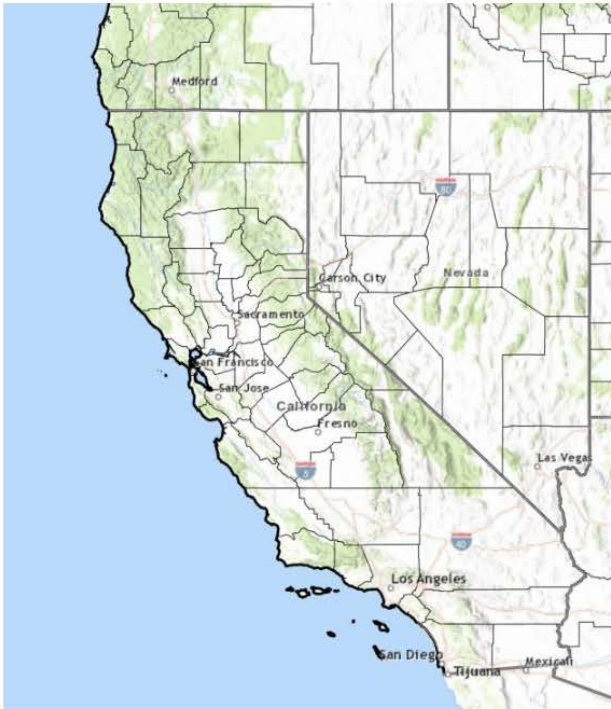 Medford
80
Carson City
Nevada
Sacramento
San Francisco
San Jose
California
Fresno
5
Las Vegas
40
Los Angeles
San Diego
Tijuana
Mexicali